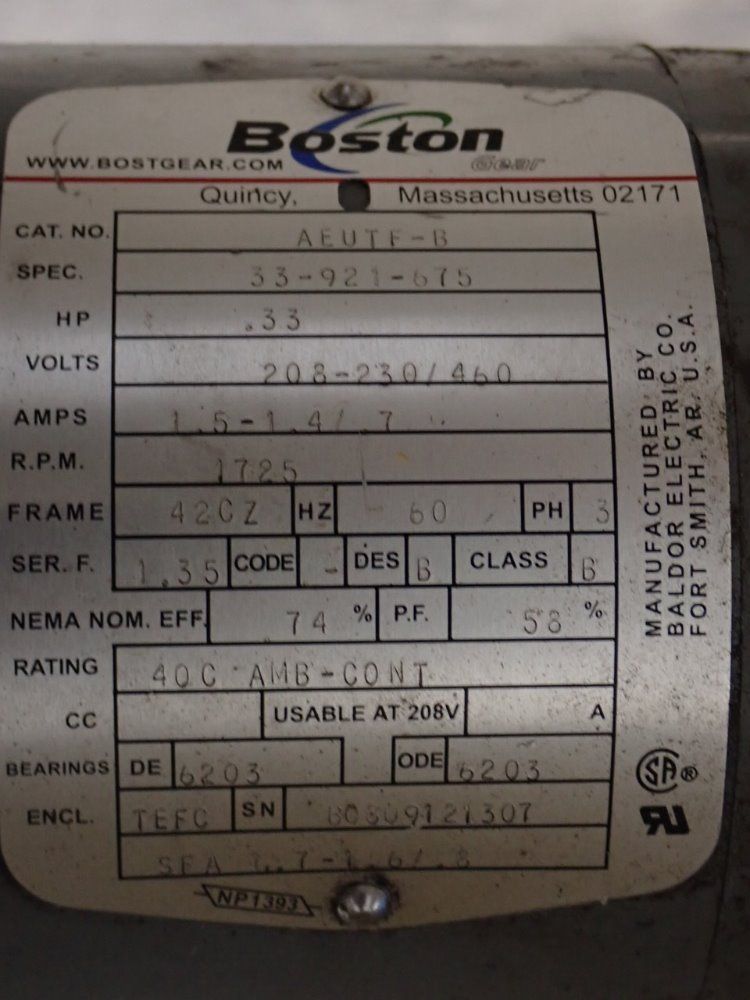 Boston
Gear
WWW.BOSTGEAR.COM
Quincy, Massachusetts 02171
CAT. NO. AEUTF-B
SPEC. 33-921-675
HP .33
VOLTS 208-230/460
AMPS 1.5-1.4/.7
R.P.M. 1725
FRAME 42CZ HZ 60 PH 3
SER. F. 1.35 CODE - DES B CLASS B
NEMA NOM. EFF. 74 % P.F. 58 %
RATING 40C AMB-CONT
CC USABLE AT 208V A
BEARINGS DE 6203 ODE 6203
ENCL. TEFC SN
SFA
NP1393
MANUFACTURED BY
BALDOR ELECTRIC CO.
FORT SMITH, AR, U.S.A.
SA ®
RU